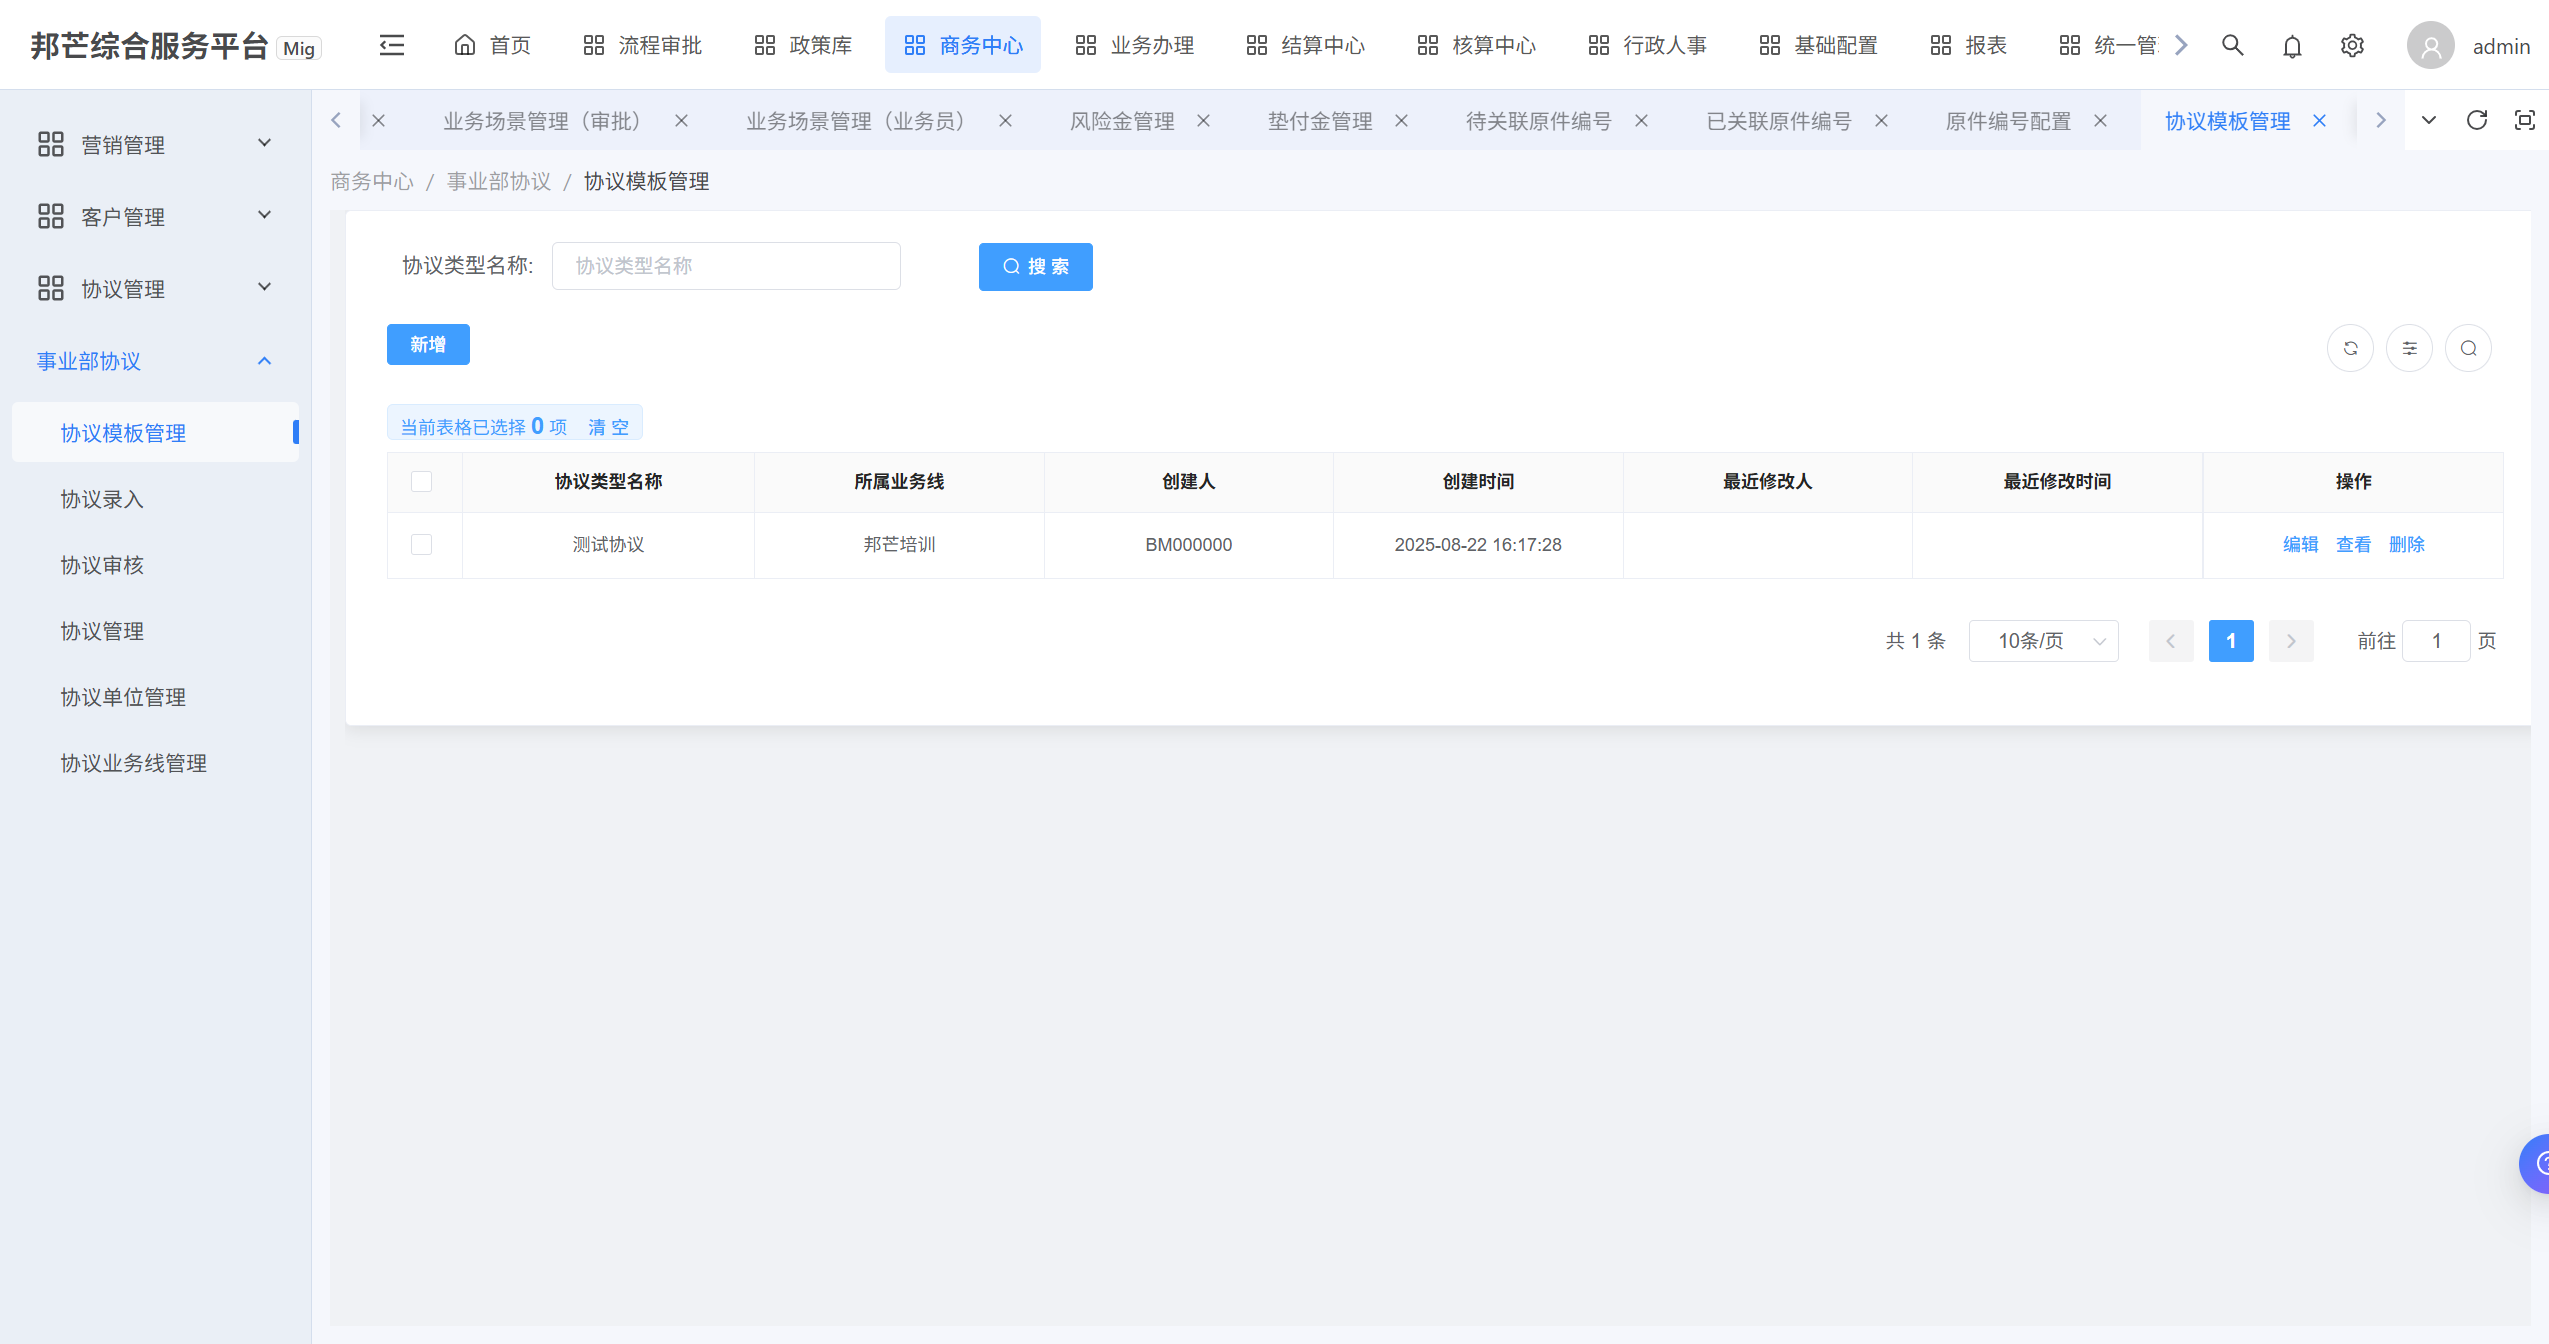 邦芒综合服务平台 Mig
首页 流程审批 政策库 商务中心 业务办理 结算中心 核算中心 行政人事 基础配置 报表 统一管
admin
营销管理
客户管理
协议管理
事业部协议
协议模板管理
协议录入
协议审核
协议管理
协议单位管理
协议业务线管理
业务场景管理（审批） 业务场景管理（业务员） 风险金管理 垫付金管理 待关联原件编号 已关联原件编号 原件编号配置 协议模板管理
商务中心 / 事业部协议 / 协议模板管理
协议类型名称: 协议类型名称 搜 索
新增
当前表格已选择 0 项 清 空
协议类型名称 所属业务线 创建人 创建时间 最近修改人 最近修改时间 操作
测试协议 邦芒培训 BM000000 2025-08-22 16:17:28 编辑 查看 删除
共 1 条 10条/页 1 前往 1 页